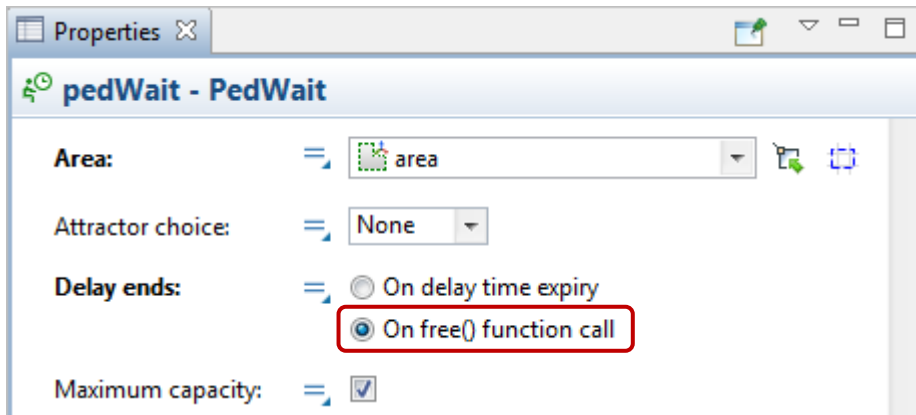 Properties
pedWait - PedWait
Area: area
Attractor choice: None
Delay ends: On delay time expiry
On free() function call
Maximum capacity: